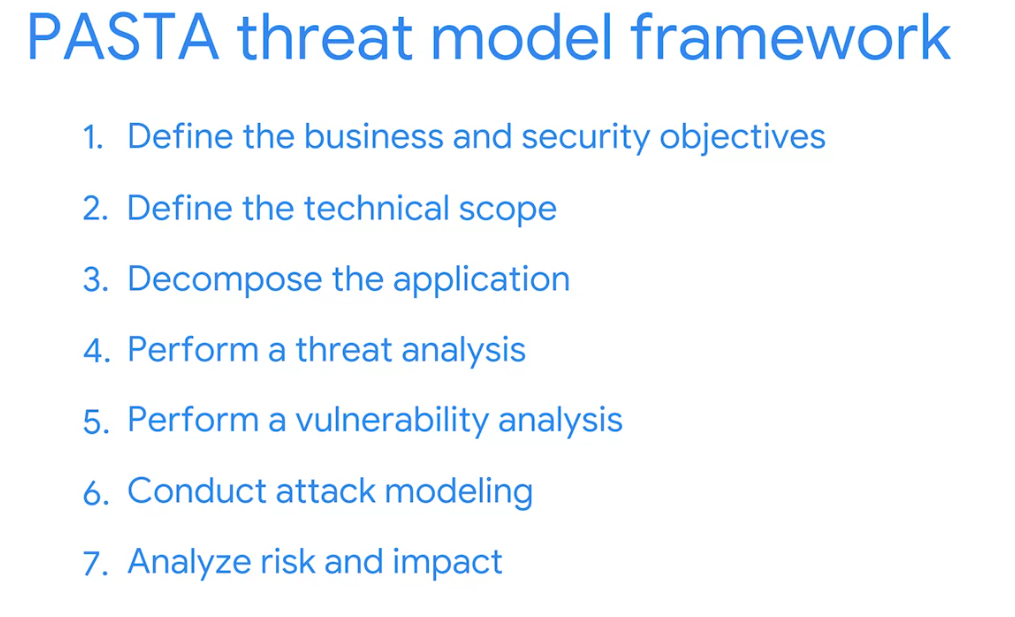 PASTA threat model framework
1. Define the business and security objectives
2. Define the technical scope
3. Decompose the application
4. Perform a threat analysis
5. Perform a vulnerability analysis
6. Conduct attack modeling
7. Analyze risk and impact